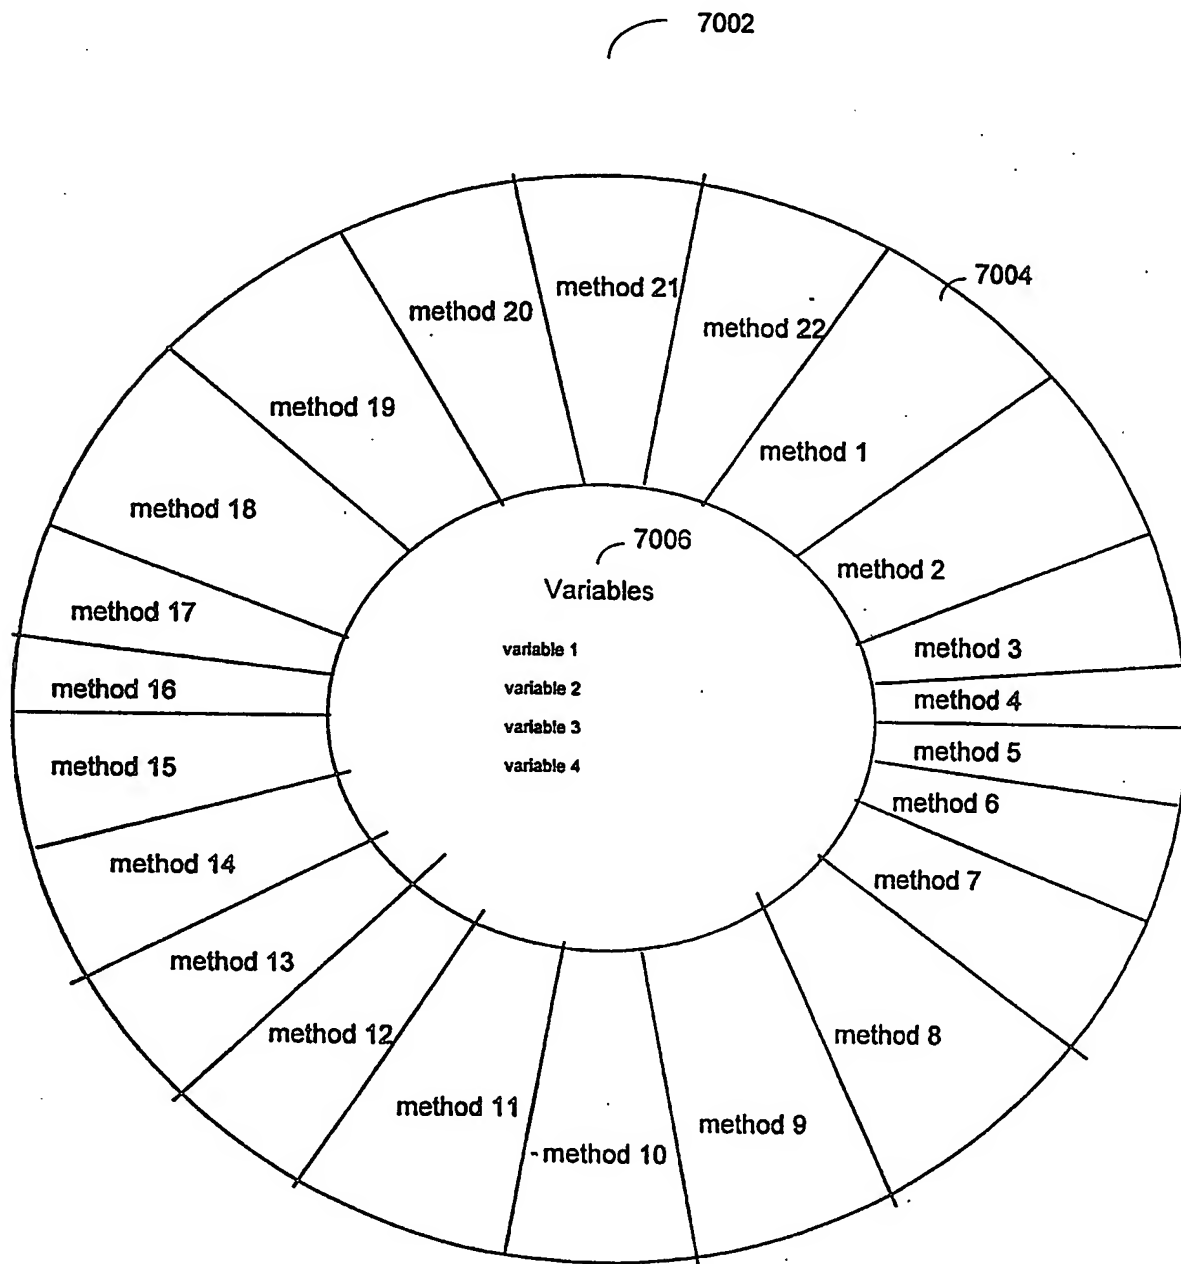 7002
7004
method 21
method 20
method 22
method 19
method 1
method 18
7006
method 2
Variables
method 17
variable 1
method 3
method 16
variable 2
method 4
variable 3
method 5
method 15
variable 4
method 6
method 14
method 7
method 13
method 12
method 8
method 11
method 9
method 10